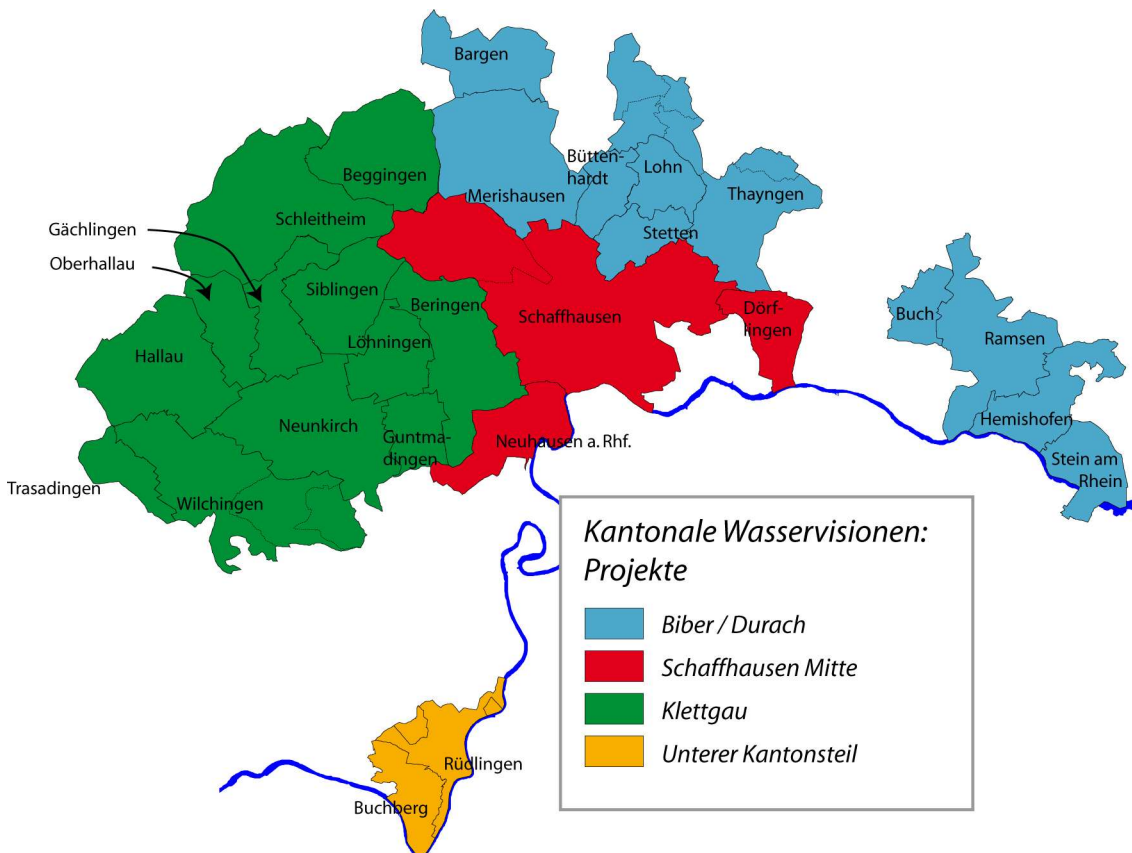 Bargen
Beggingen
Merishausen
Bütten-
hardt
Lohn
Thayngen
Schleitheim
Stetten
Gächlingen
Oberhallau
Siblingen
Beringen
Schaffhausen
Dörf-
lingen
Buch
Ramsen
Hallau
Löhningen
Neunkirch
Guntma-
dingen
Neuhausen a. Rhf.
Hemishofen
Stein am
Rhein
Trasadingen
Wilchingen
Kantonale Wasservisionen:
Projekte
Biber / Durach
Schaffhausen Mitte
Klettgau
Unterer Kantonsteil
Rüdlingen
Buchberg